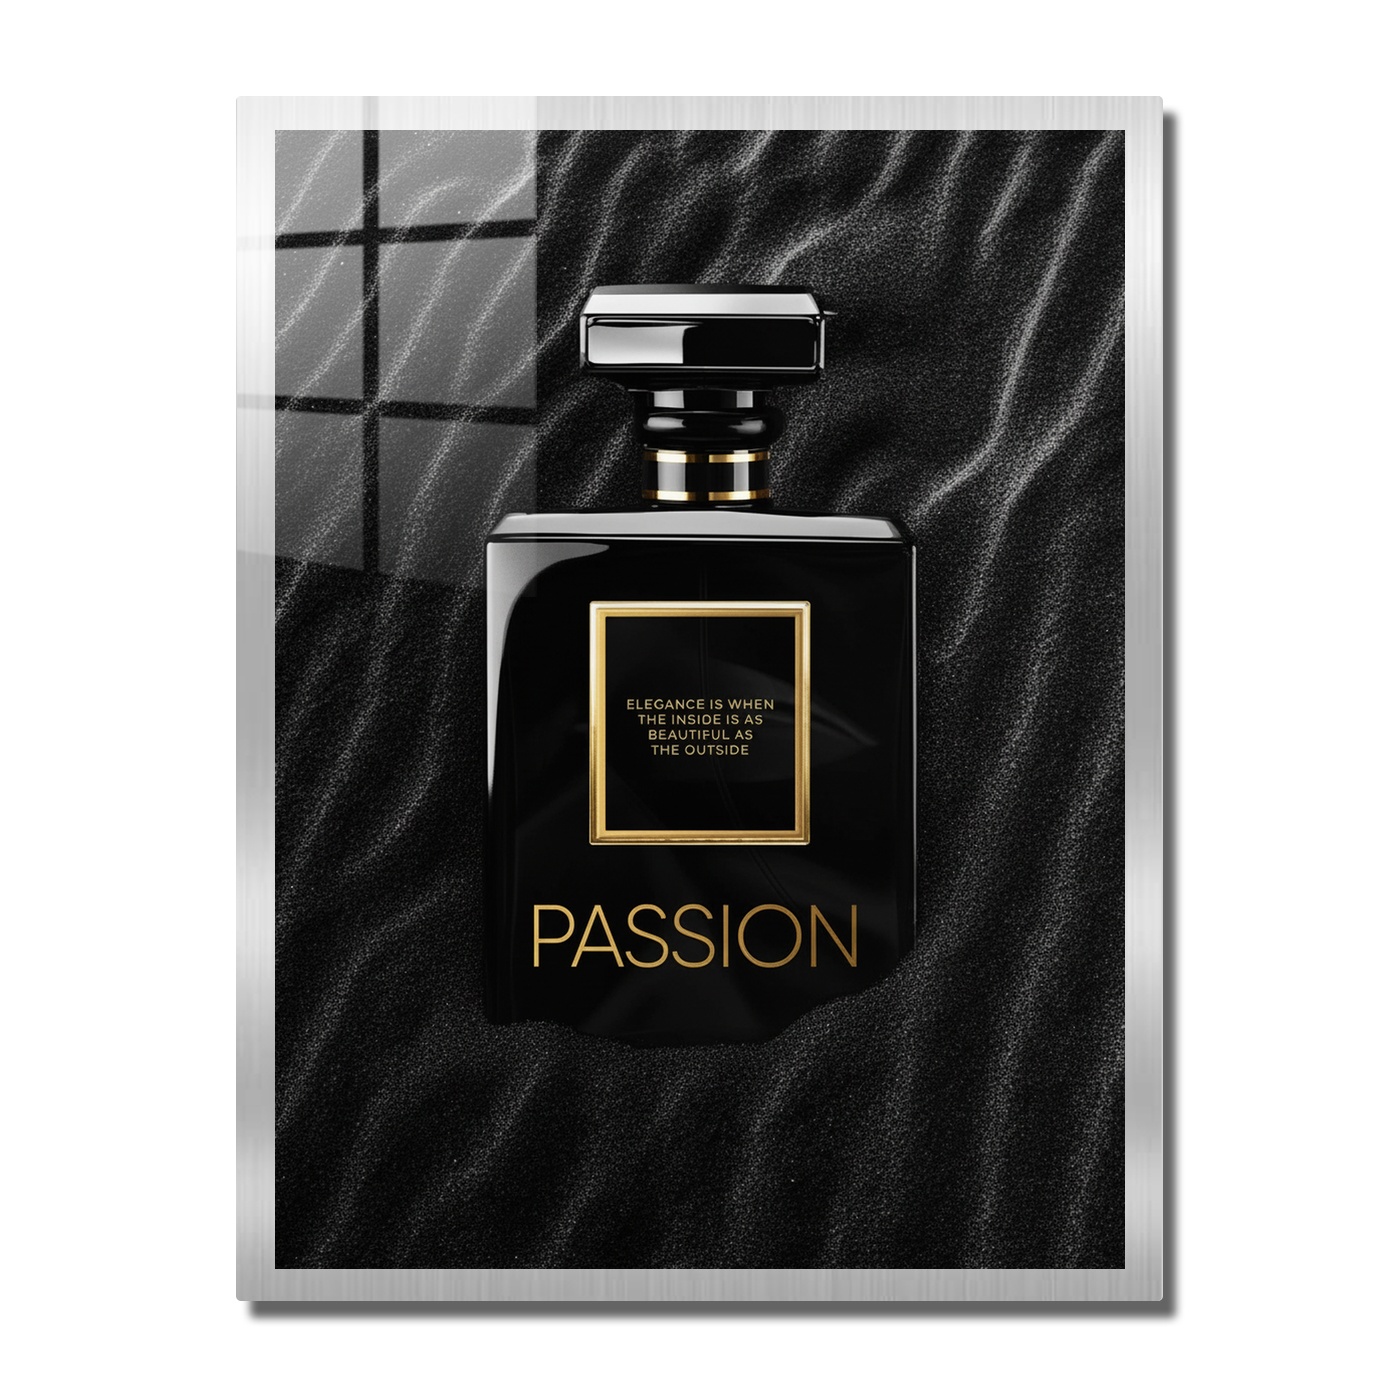 ELEGANCE IS WHEN
THE INSIDE IS AS
BEAUTIFUL AS
THE OUTSIDE
PASSION